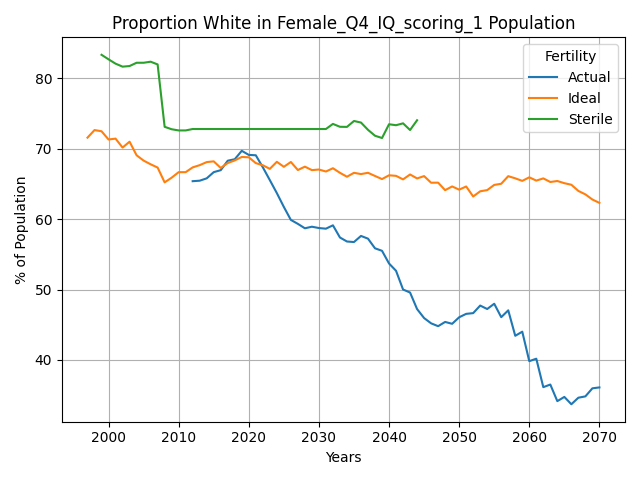 Proportion White in Female_Q4_IQ_scoring_1 Population
Fertility
Actual
Ideal
Sterile
% of Population
80
70
60
50
40
2000 2010 2020 2030 2040 2050 2060 2070
Years